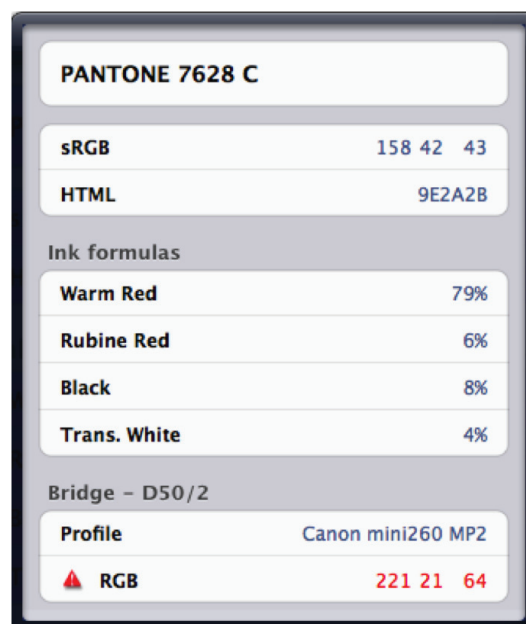 PANTONE 7628 C
sRGB 158 42 43
HTML 9E2A2B
Ink formulas
Warm Red 79%
Rubine Red 6%
Black 8%
Trans. White 4%
Bridge – D50/2
Profile Canon mini260 MP2
RGB 221 21 64